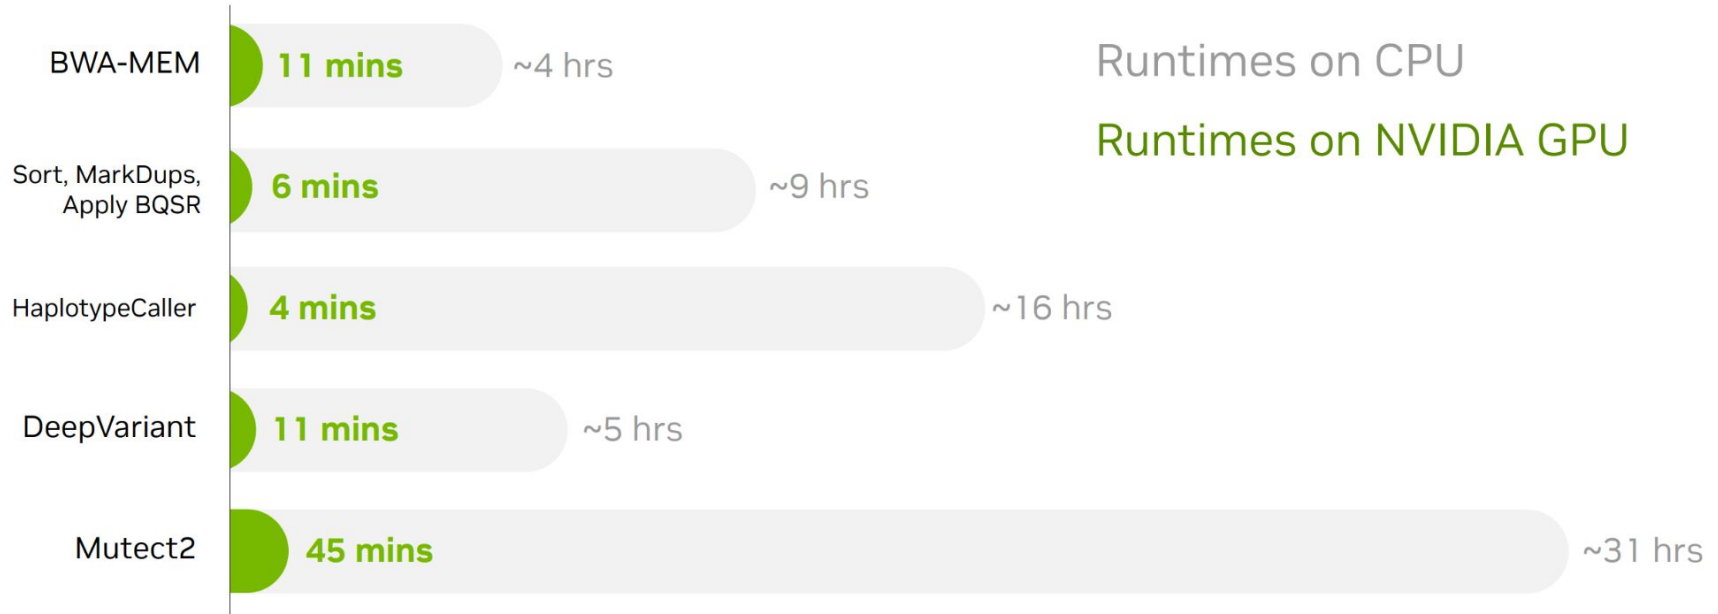 BWA-MEM
11 mins
~4 hrs
Runtimes on CPU
Runtimes on NVIDIA GPU
Sort, MarkDups,
Apply BQSR
6 mins
~9 hrs
HaplotypeCaller
4 mins
~16 hrs
DeepVariant
11 mins
~5 hrs
Mutect2
45 mins
~31 hrs